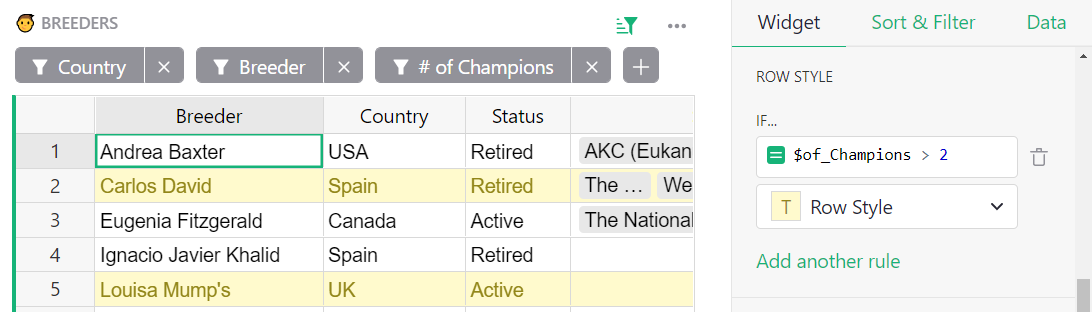 BREEDERS
Country
Breeder
# of Champions
Breeder Country Status
1 Andrea Baxter USA Retired AKC (Eukan
2 Carlos David Spain Retired The ... We
3 Eugenia Fitzgerald Canada Active The National
4 Ignacio Javier Khalid Spain Retired
5 Louisa Mump's UK Active
Widget Sort & Filter Data
ROW STYLE
IF...
= $of_Champions > 2
T Row Style
Add another rule